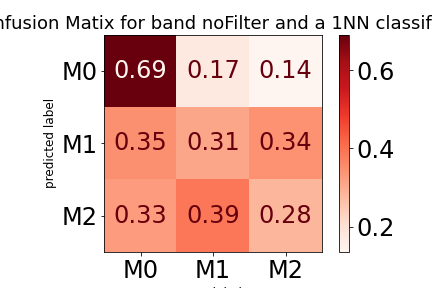 nfusion Matix for band noFilter and a 1NN classif
M0 0.69 0.17 0.14
M1 0.35 0.31 0.34
M2 0.33 0.39 0.28
M0 M1 M2
predicted label
0.6
0.4
0.2